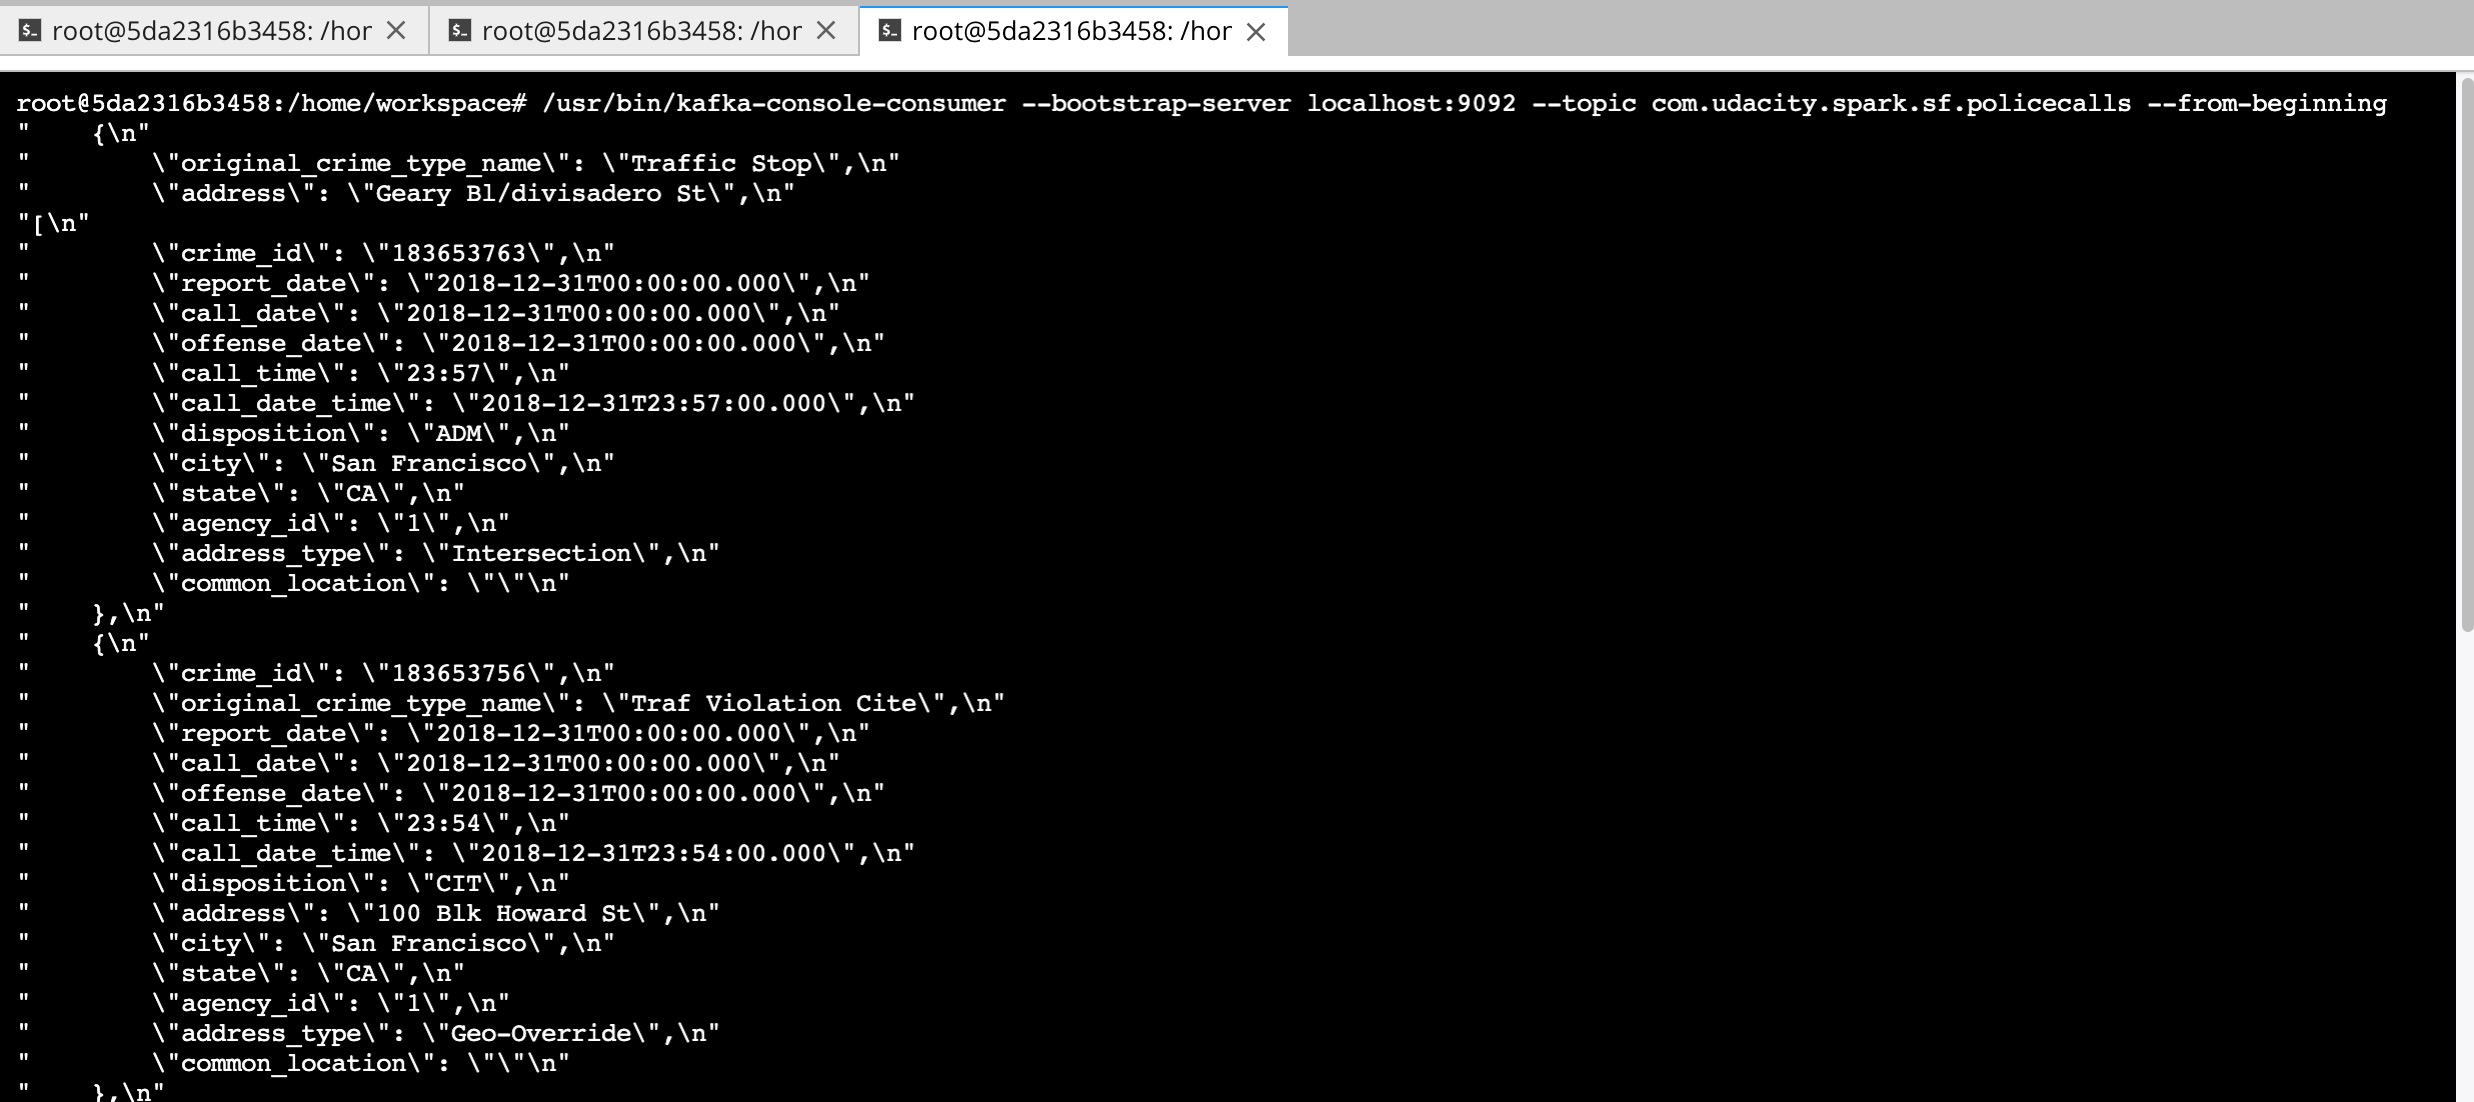 root@5da2316b3458: /hor
root@5da2316b3458: /hor
root@5da2316b3458: /hor
root@5da2316b3458:/home/workspace# /usr/bin/kafka-console-consumer --bootstrap-server localhost:9092 --topic com.udacity.spark.sf.policecalls --from-beginning
"    {\n"
"        \"original_crime_type_name\": \"Traffic Stop\",\n"
"        \"address\": \"Geary Bl/divisadero St\",\n"
"[\n"
"        \"crime_id\": \"183653763\",\n"
"        \"report_date\": \"2018-12-31T00:00:00.000\",\n"
"        \"call_date\": \"2018-12-31T00:00:00.000\",\n"
"        \"offense_date\": \"2018-12-31T00:00:00.000\",\n"
"        \"call_time\": \"23:57\",\n"
"        \"call_date_time\": \"2018-12-31T23:57:00.000\",\n"
"        \"disposition\": \"ADM\",\n"
"        \"city\": \"San Francisco\",\n"
"        \"state\": \"CA\",\n"
"        \"agency_id\": \"1\",\n"
"        \"address_type\": \"Intersection\",\n"
"        \"common_location\": \"\"\n"
"    },\n"
"    {\n"
"        \"crime_id\": \"183653756\",\n"
"        \"original_crime_type_name\": \"Traf Violation Cite\",\n"
"        \"report_date\": \"2018-12-31T00:00:00.000\",\n"
"        \"call_date\": \"2018-12-31T00:00:00.000\",\n"
"        \"offense_date\": \"2018-12-31T00:00:00.000\",\n"
"        \"call_time\": \"23:54\",\n"
"        \"call_date_time\": \"2018-12-31T23:54:00.000\",\n"
"        \"disposition\": \"CIT\",\n"
"        \"address\": \"100 Blk Howard St\",\n"
"        \"city\": \"San Francisco\",\n"
"        \"state\": \"CA\",\n"
"        \"agency_id\": \"1\",\n"
"        \"address_type\": \"Geo-Override\",\n"
"        \"common_location\": \"\"\n"
"    },\n"